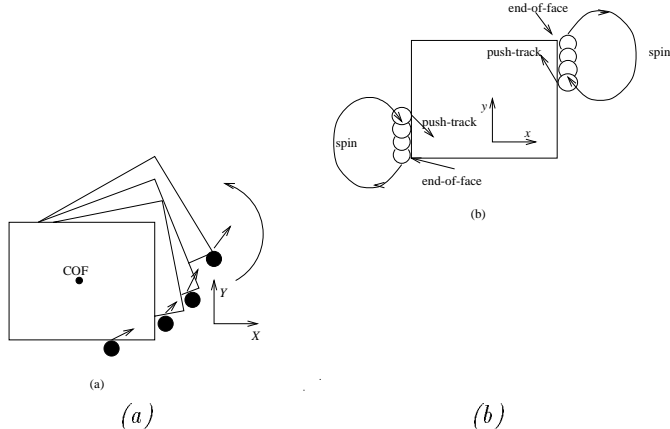 end-of-face
push-track
spin
y
x
push-track
spin
end-of-face
(b)
COF
Y
X
(a)
(a) (b)